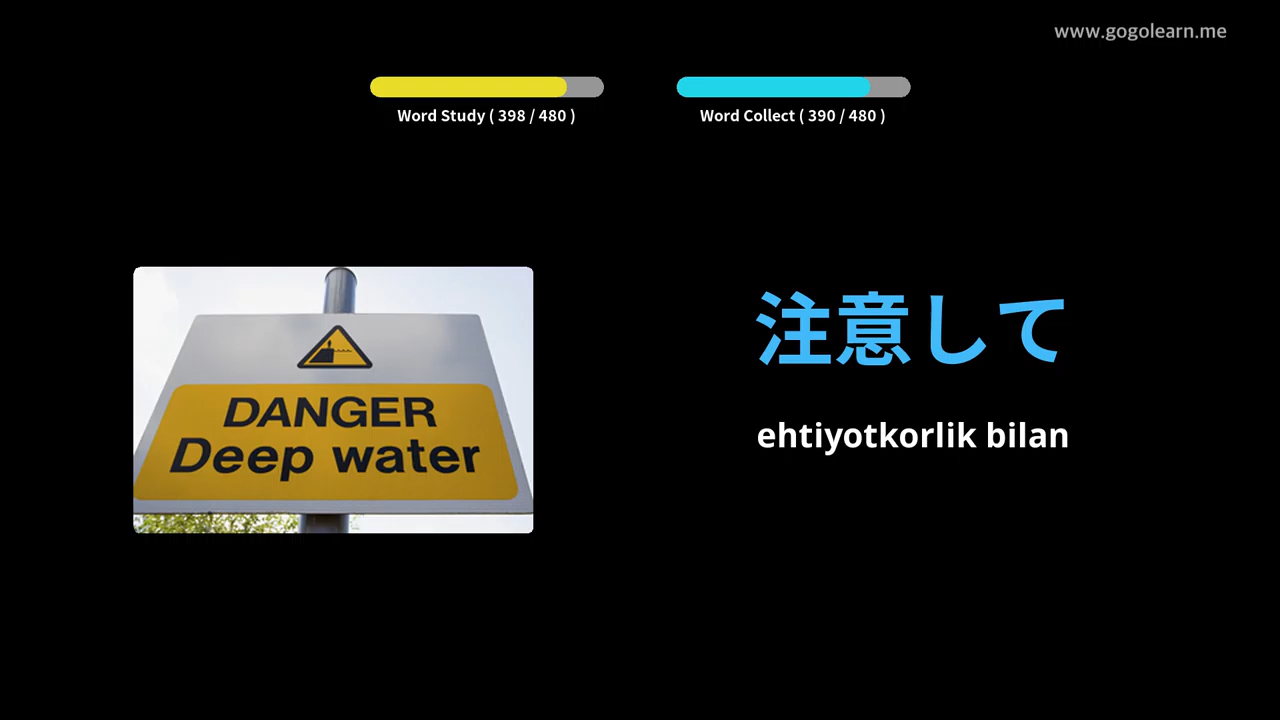 www.gogolearn.me
Word Study ( 398 / 480 )
Word Collect ( 390 / 480 )
DANGER
Deep water
注意して
ehtiyotkorlik bilan